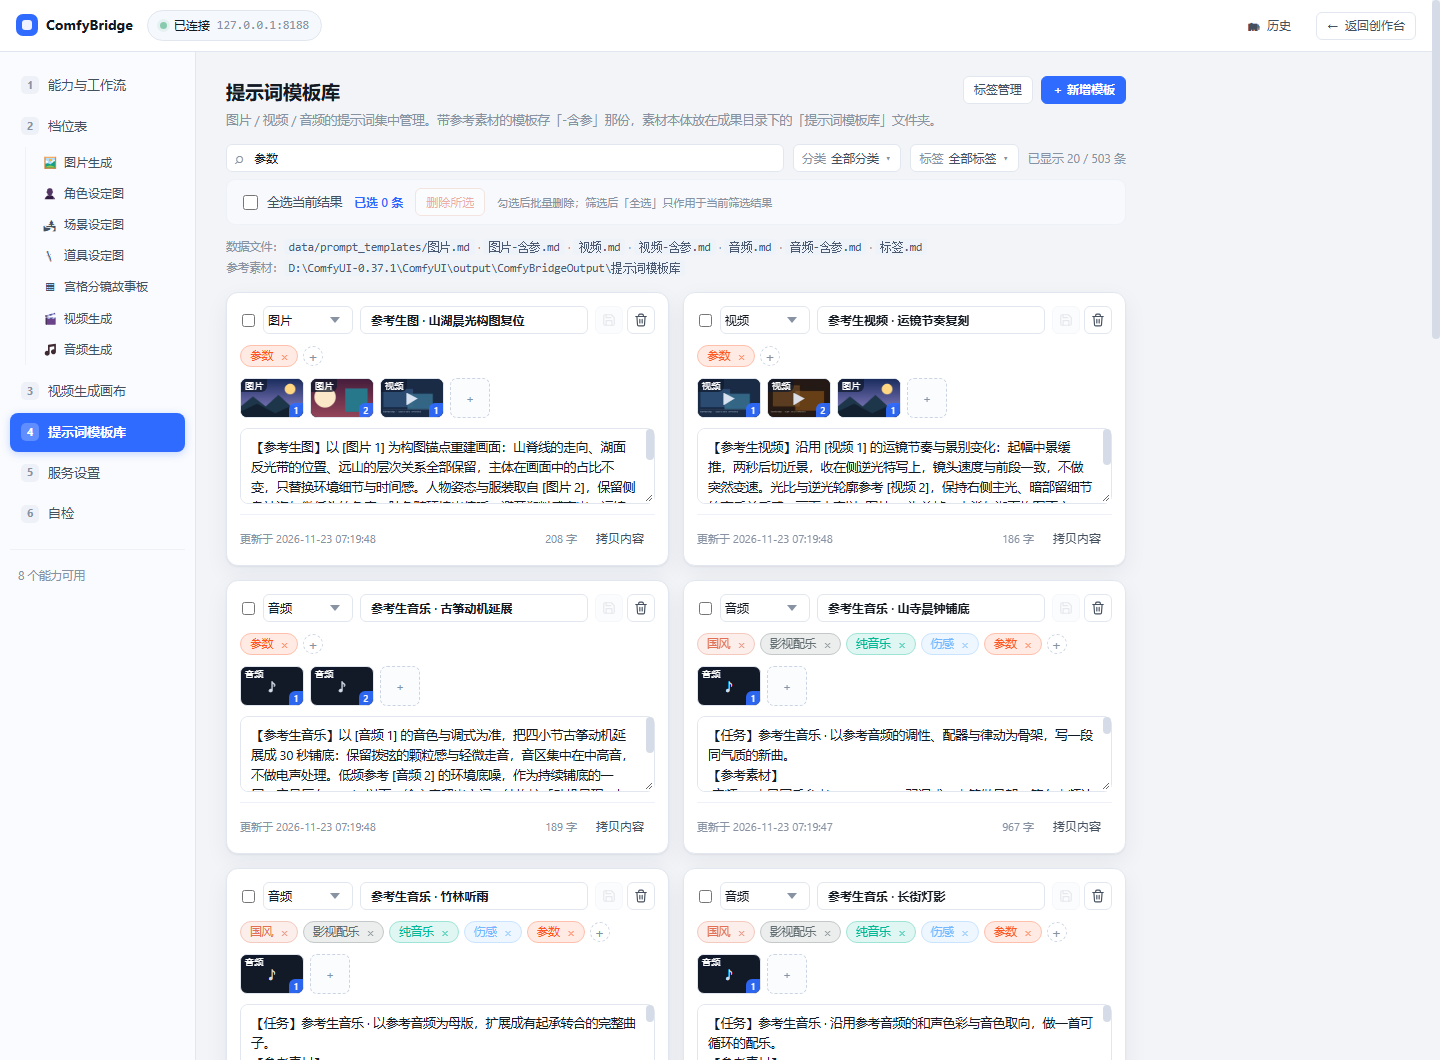 ComfyBridge
已连接 127.0.0.1:8188
历史
← 返回创作台
1 能力与工作流
2 档位表
图片生成
角色设定图
场景设定图
道具设定图
宫格分镜故事板
视频生成
音频生成
3 视频生成画布
4 提示词模板库
5 服务设置
6 自检
8 个能力可用
提示词模板库
标签管理
+ 新增模板
图片 / 视频 / 音频的提示词集中管理。带参考素材的模板存「-含参」那份，素材本体放在成果目录下的「提示词模板库」文件夹。
参数
分类 全部分类
标签 全部标签
已显示 20 / 503 条
全选当前结果 已选 0 条 删除所选 勾选后批量删除；筛选后「全选」只作用于当前筛选结果
数据文件： data/prompt_templates/图片.md · 图片-含参.md · 视频.md · 视频-含参.md · 音频.md · 音频-含参.md · 标签.md
参考素材： D:\ComfyUI-0.37.1\ComfyUI\output\ComfyBridgeOutput\提示词模板库
图片 参考生图 · 山湖晨光构图复位
参数 × +
图片 1 图片 2 视频 1 +
【参考生图】以 [图片 1] 为构图锚点重建画面：山脊线的走向、湖面
反光带的位置、远山的层次关系全部保留，主体在画面中的占比不
变，只替换环境细节与时间感。人物姿态与服装取自 [图片 2]，保留侧
更新于 2026-11-23 07:19:48 208 字 拷贝内容
视频 参考生视频 · 运镜节奏复刻
参数 × +
视频 1 视频 2 图片 1 +
【参考生视频】沿用 [视频 1] 的运镜节奏与景别变化：起幅中景缓
推，两秒后切近景，收在侧逆光特写上，镜头速度与前段一致，不做
突然变速。光比与逆光轮廓参考 [视频 2]，保持右侧主光、暗部留细节
更新于 2026-11-23 07:19:48 186 字 拷贝内容
音频 参考生音乐 · 古筝动机延展
参数 × +
音频 1 音频 2 +
【参考生音乐】以 [音频 1] 的音色与调式为准，把四小节古筝动机延
展成 30 秒铺底：保留拨弦的颗粒感与轻微走音，音区集中在中高音，
不做电声处理。低频参考 [音频 2] 的环境底噪，作为持续铺底的一
更新于 2026-11-23 07:19:48 189 字 拷贝内容
音频 参考生音乐 · 山寺晨钟铺底
国风 × 影视配乐 × 纯音乐 × 伤感 × 参数 × +
音频 1 +
【任务】参考生音乐 · 以参考音频的调性、配器与律动为骨架，写一段
同气质的新曲。
【参考素材】
更新于 2026-11-23 07:19:47 967 字 拷贝内容
音频 参考生音乐 · 竹林听雨
国风 × 影视配乐 × 纯音乐 × 伤感 × 参数 × +
音频 1 +
【任务】参考生音乐 · 以参考音频为母版，扩展成有起承转合的完整曲
子。
音频 参考生音乐 · 长街灯影
国风 × 影视配乐 × 纯音乐 × 伤感 × 参数 × +
音频 1 +
【任务】参考生音乐 · 沿用参考音频的和声色彩与音色取向，做一首可
循环的配乐。